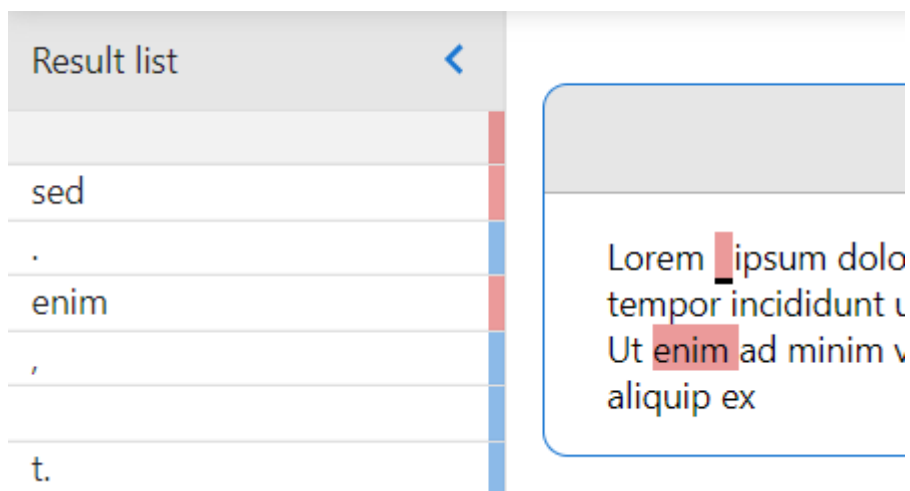 Result list
sed
.
enim
,
t.
Lorem  ipsum dolo
tempor incididunt u
Ut enim ad minim v
aliquip ex